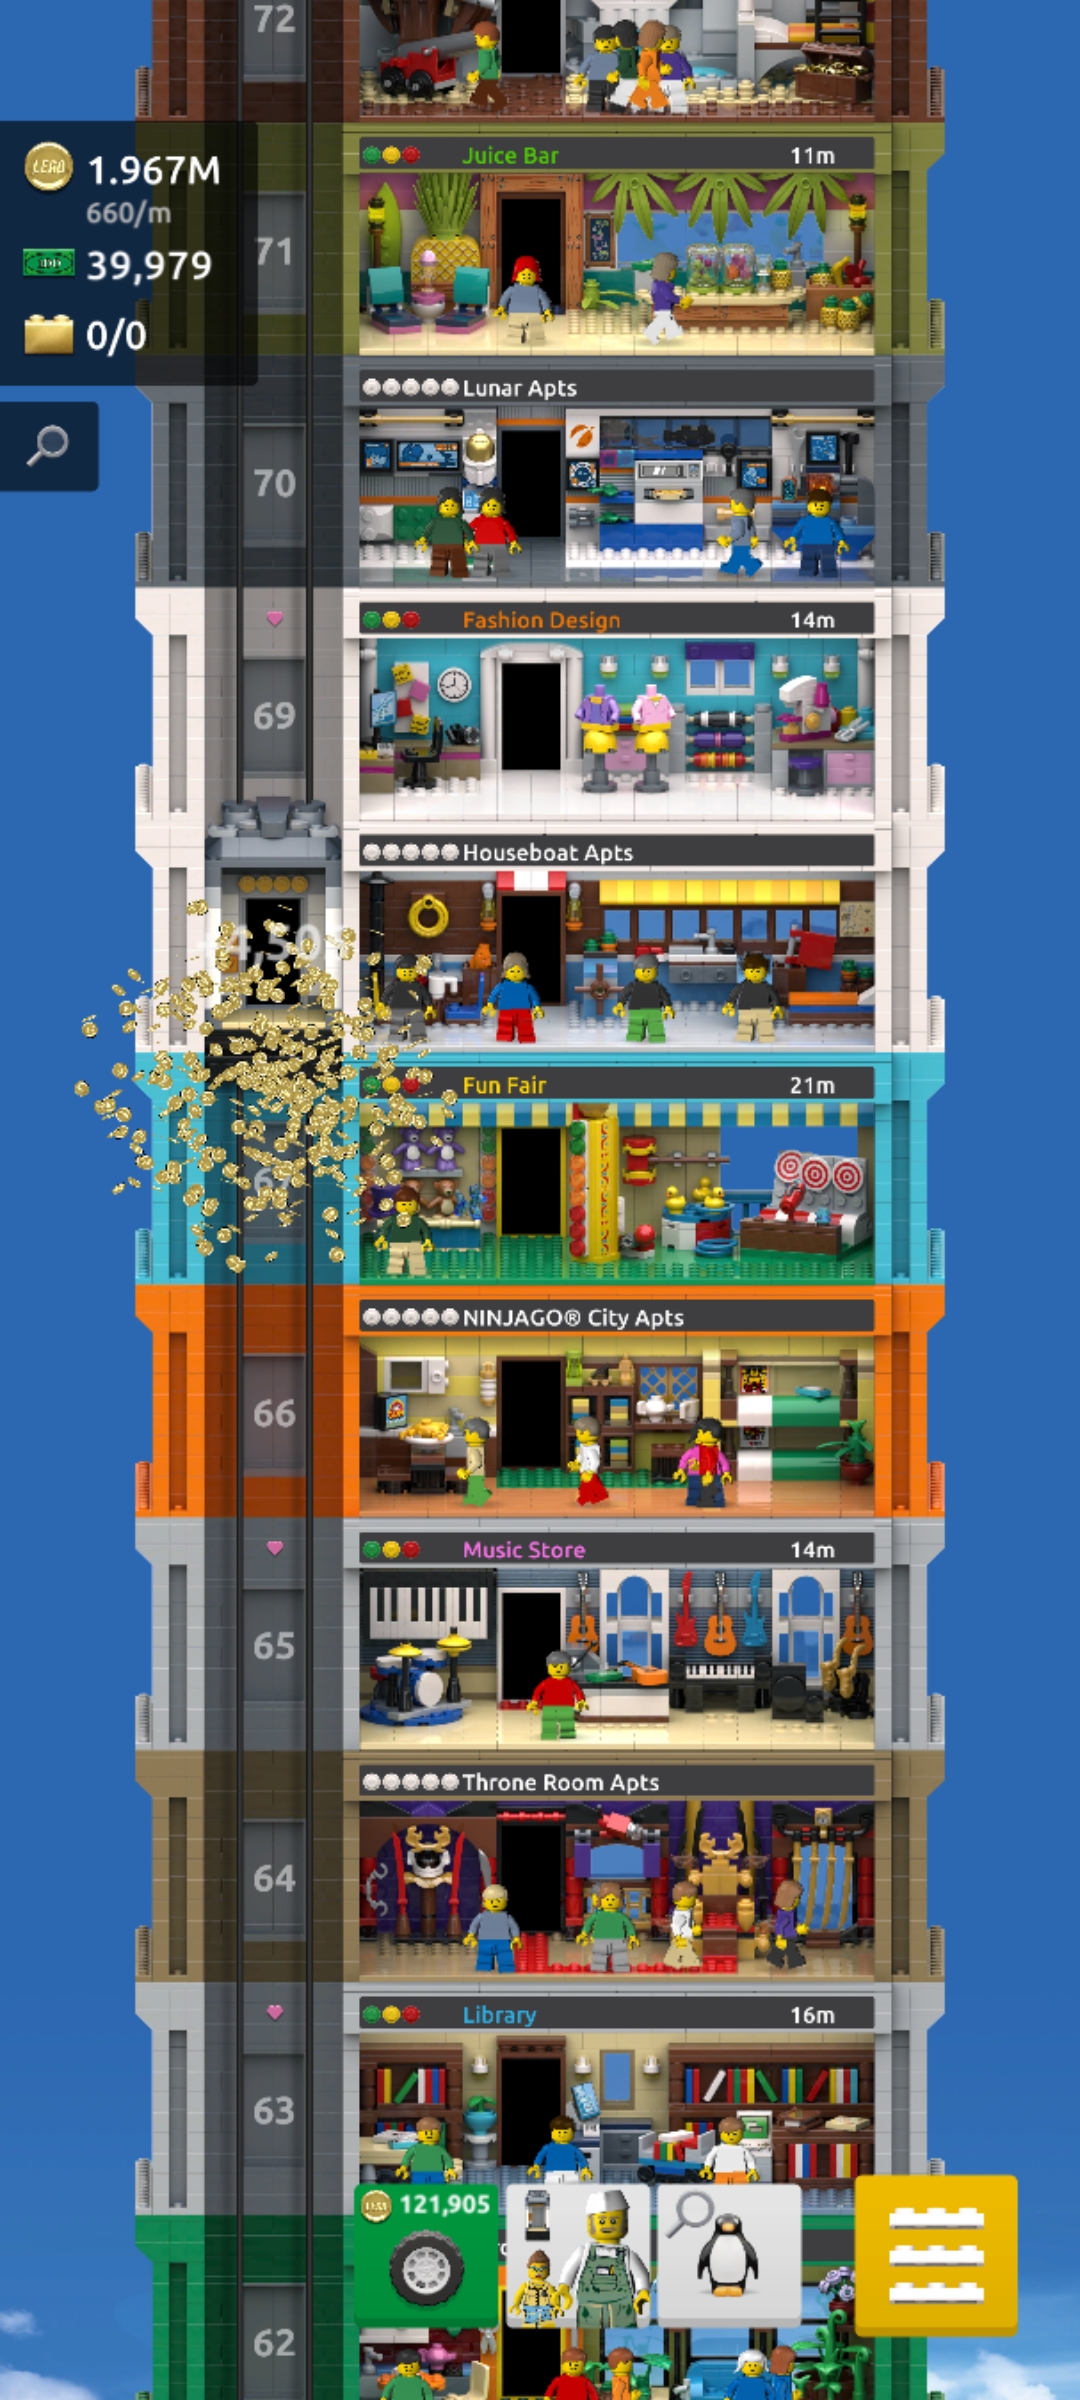 72
Juice Bar 11m
LEGO 1.967M
660/m
39,979
71
0/0
Lunar Apts
70
Fashion Design 14m
69
Houseboat Apts
Fun Fair 21m
67
NINJAGO® City Apts
66
Music Store 14m
65
Throne Room Apts
64
Library 16m
63
121,905
62